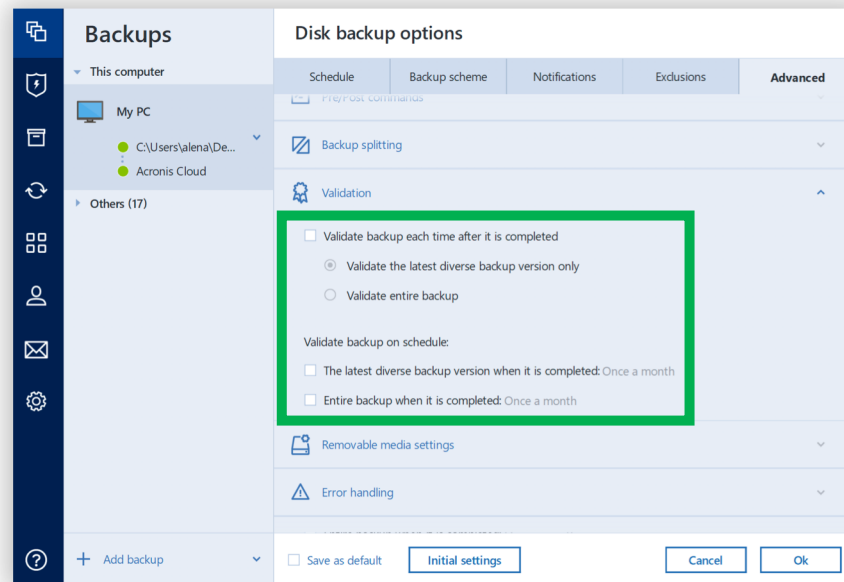 Backups
This computer
My PC
C:\Users\alena\De...
Acronis Cloud
Others (17)
Add backup
Disk backup options
Schedule
Backup scheme
Notifications
Exclusions
Advanced
Pre/Post commands
Backup splitting
Validation
Validate backup each time after it is completed
Validate the latest diverse backup version only
Validate entire backup
Validate backup on schedule:
The latest diverse backup version when it is completed: Once a month
Entire backup when it is completed: Once a month
Removable media settings
Error handling
Save as default
Initial settings
Cancel
Ok